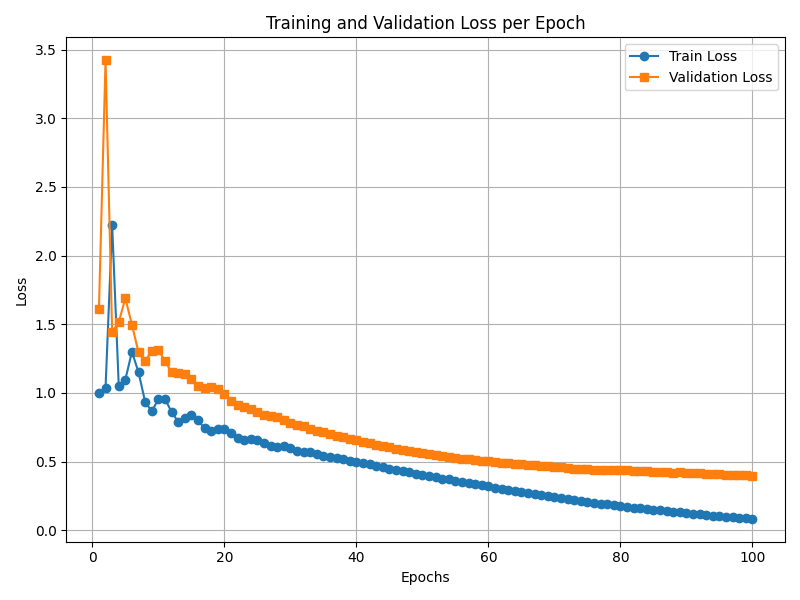 Training and Validation Loss per Epoch
Train Loss
Validation Loss
3.5
3.0
2.5
2.0
1.5
1.0
0.5
0.0
Loss
0 20 40 60 80 100
Epochs